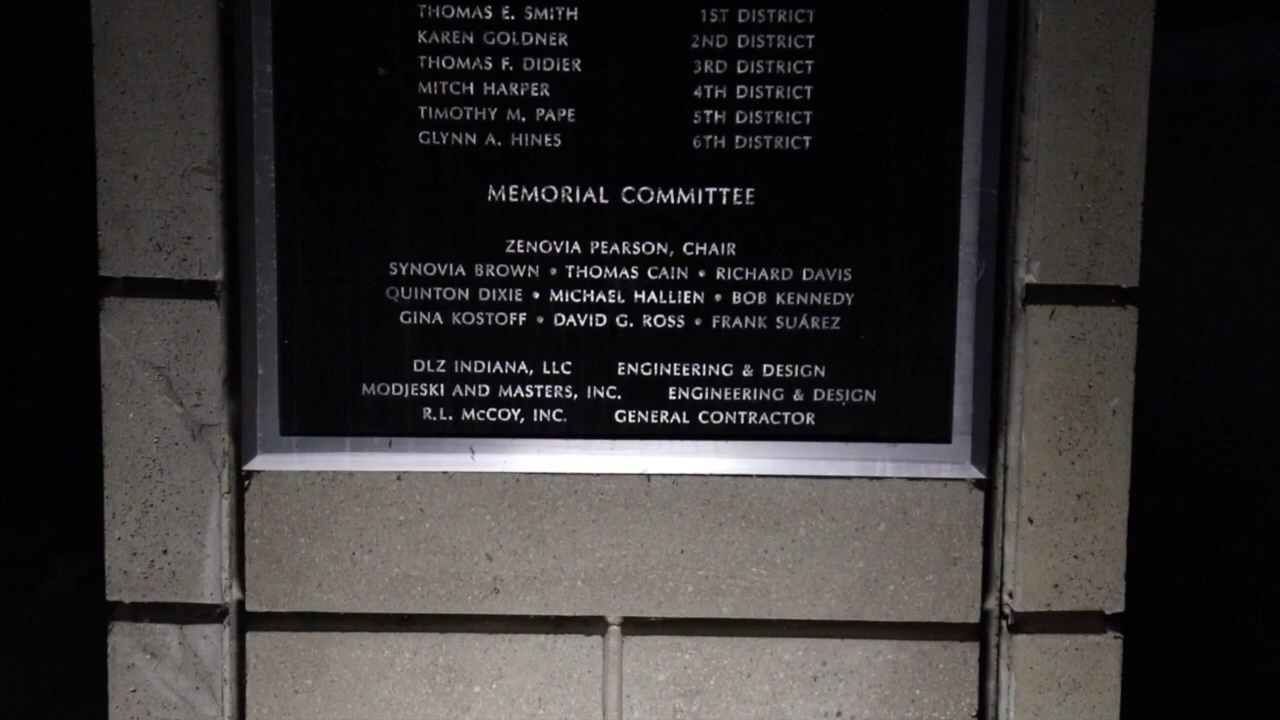 THOMAS E. SMITH 1ST DISTRICT
KAREN GOLDNER 2ND DISTRICT
THOMAS F. DIDIER 3RD DISTRICT
MITCH HARPER 4TH DISTRICT
TIMOTHY M. PAPE 5TH DISTRICT
GLYNN A. HINES 6TH DISTRICT
MEMORIAL COMMITTEE
ZENOVIA PEARSON, CHAIR
SYNOVIA BROWN • THOMAS CAIN • RICHARD DAVIS
QUINTON DIXIE • MICHAEL HALLIEN • BOB KENNEDY
GINA KOSTOFF • DAVID G. ROSS • FRANK SUÁREZ
DLZ INDIANA, LLC ENGINEERING & DESIGN
MODJESKI AND MASTERS, INC. ENGINEERING & DESIGN
R.L. McCOY, INC. GENERAL CONTRACTOR